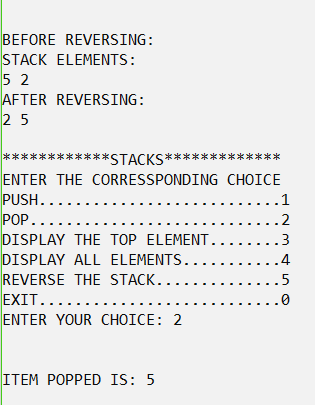 BEFORE REVERSING:
STACK ELEMENTS:
5 2
AFTER REVERSING:
2 5
************STACKS*************
ENTER THE CORRESSPONDING CHOICE
PUSH...........................1
POP............................2
DISPLAY THE TOP ELEMENT........3
DISPLAY ALL ELEMENTS...........4
REVERSE THE STACK..............5
EXIT...........................0
ENTER YOUR CHOICE: 2
ITEM POPPED IS: 5